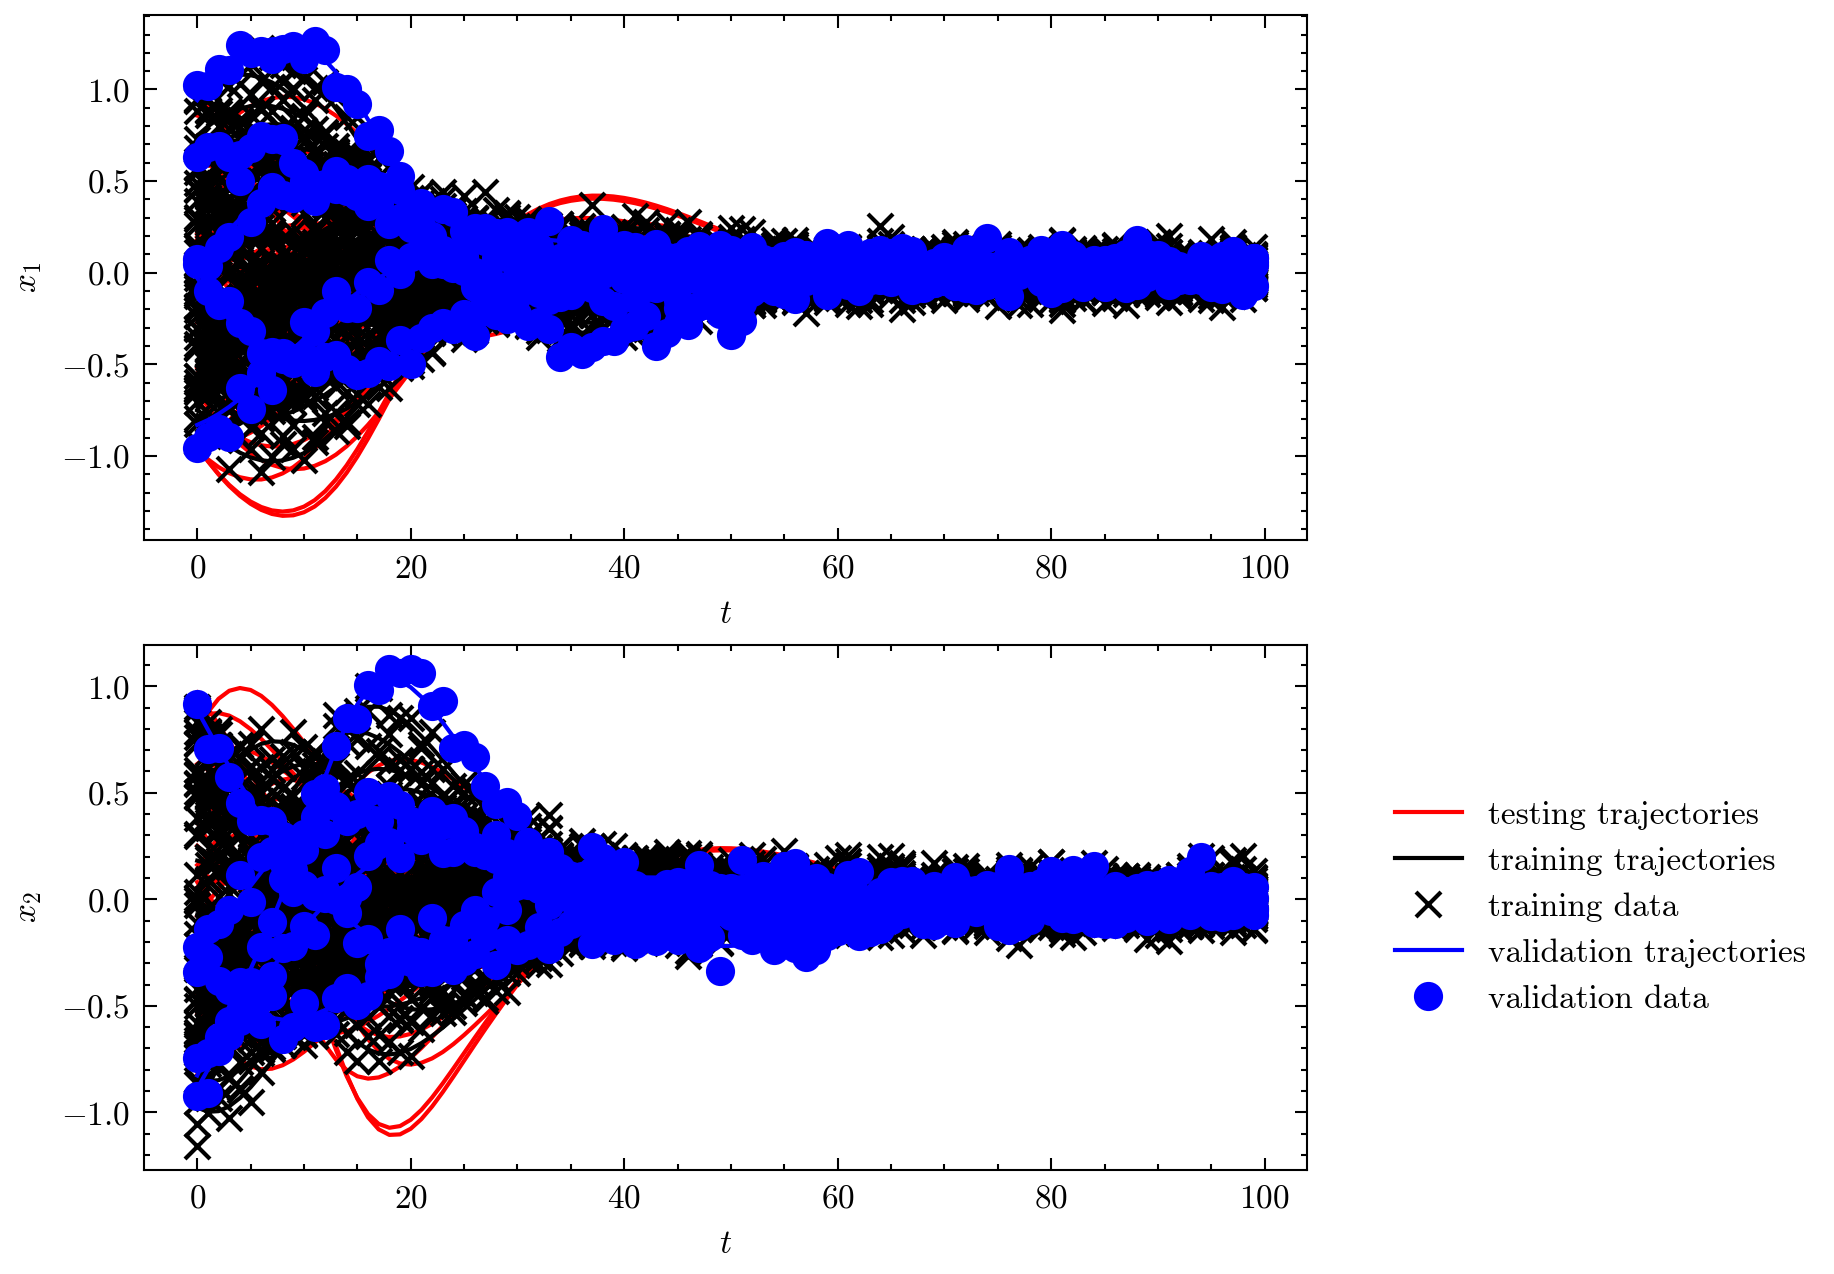 1.0
0.5
0.0
−0.5
−1.0
x₁
0 20 40 60 80 100
t
1.0
0.5
0.0
−0.5
−1.0
x₂
0 20 40 60 80 100
t
testing trajectories
training trajectories
training data
validation trajectories
validation data